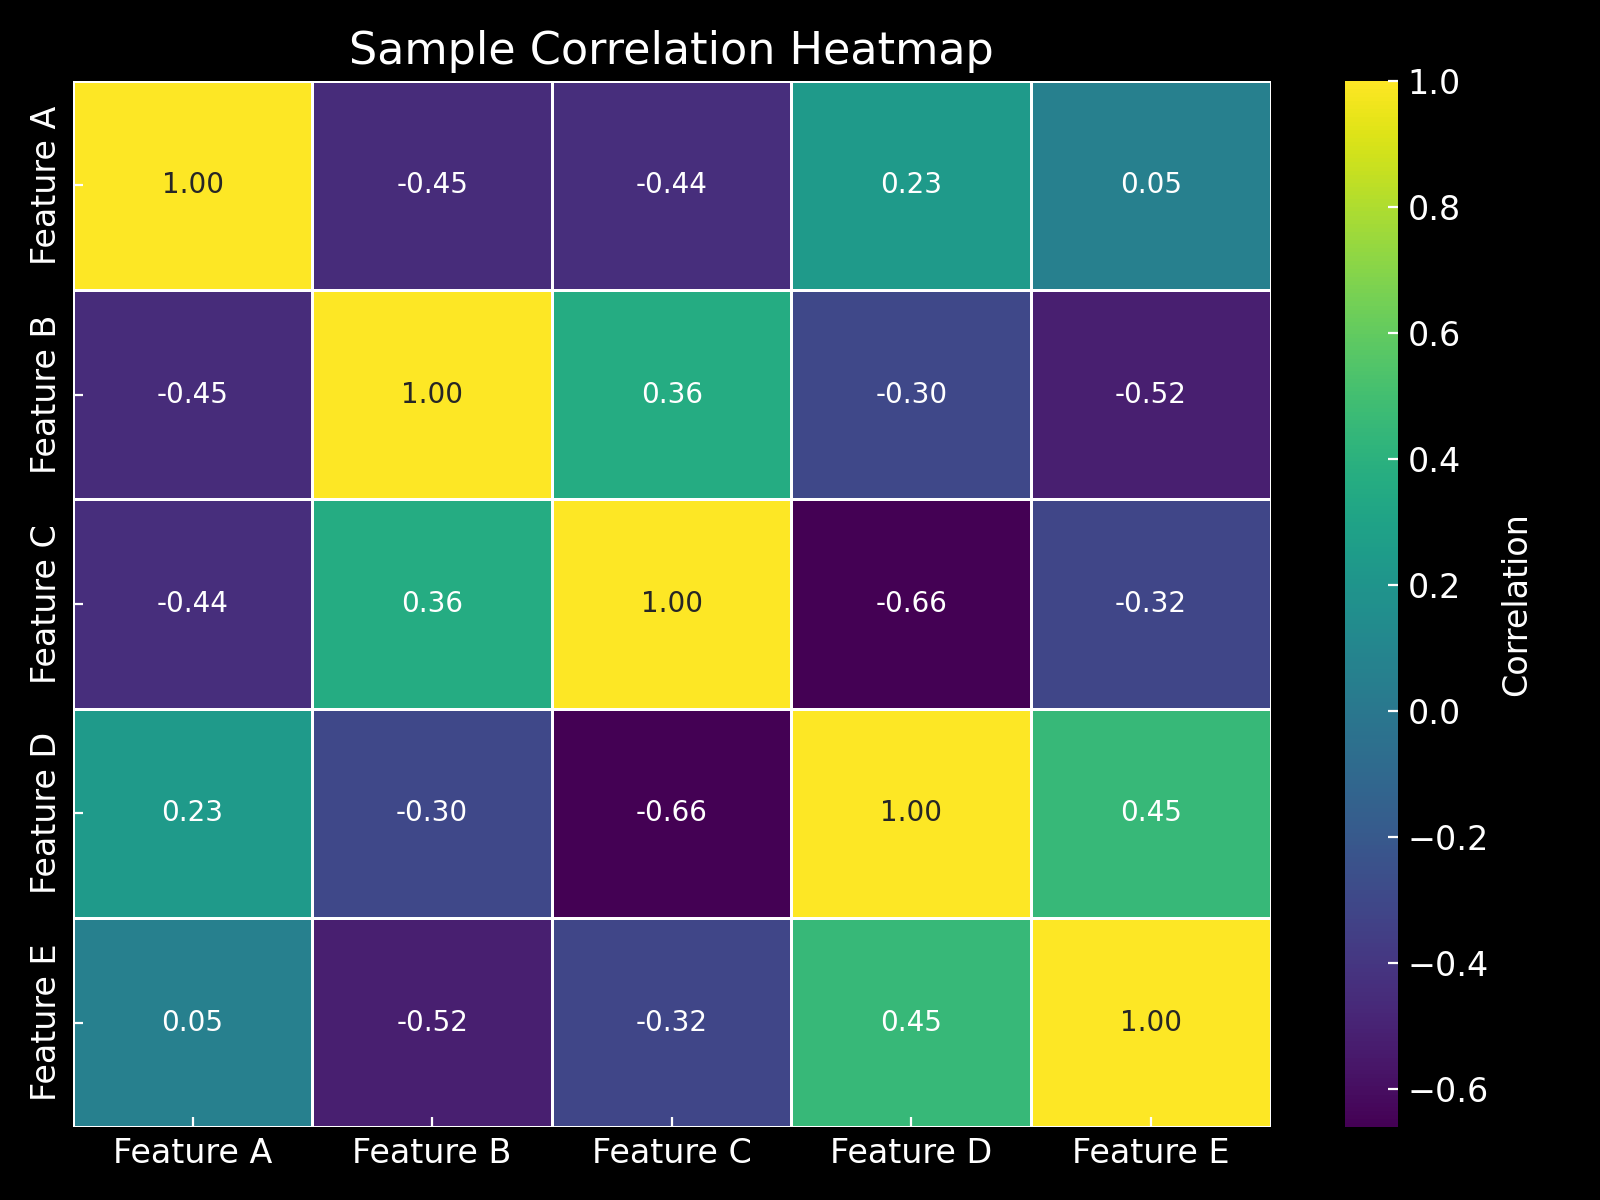 Sample Correlation Heatmap
Feature A
1.00 -0.45 -0.44 0.23 0.05
Feature B
-0.45 1.00 0.36 -0.30 -0.52
Feature C
-0.44 0.36 1.00 -0.66 -0.32
Feature D
0.23 -0.30 -0.66 1.00 0.45
Feature E
0.05 -0.52 -0.32 0.45 1.00
Feature A Feature B Feature C Feature D Feature E
1.0
0.8
0.6
0.4
0.2
0.0
−0.2
−0.4
−0.6
Correlation